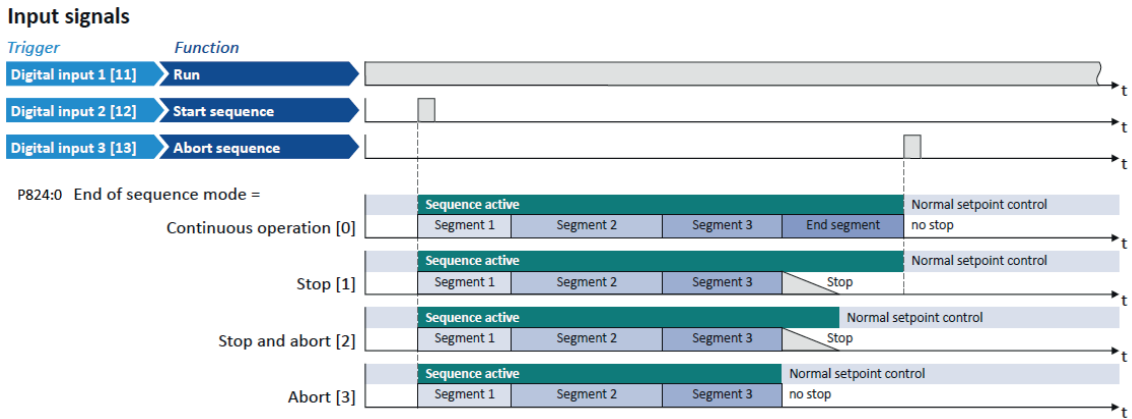 Input signals
Trigger Function
Digital input 1 [11] Run
t
Digital input 2 [12] Start sequence
t
Digital input 3 [13] Abort sequence
t
P824:0 End of sequence mode =
Sequence active Normal setpoint control
Continuous operation [0] Segment 1 Segment 2 Segment 3 End segment no stop
t
Sequence active Normal setpoint control
Stop [1] Segment 1 Segment 2 Segment 3 Stop
t
Sequence active Normal setpoint control
Stop and abort [2] Segment 1 Segment 2 Segment 3 Stop
t
Sequence active Normal setpoint control
Abort [3] Segment 1 Segment 2 Segment 3 no stop
t